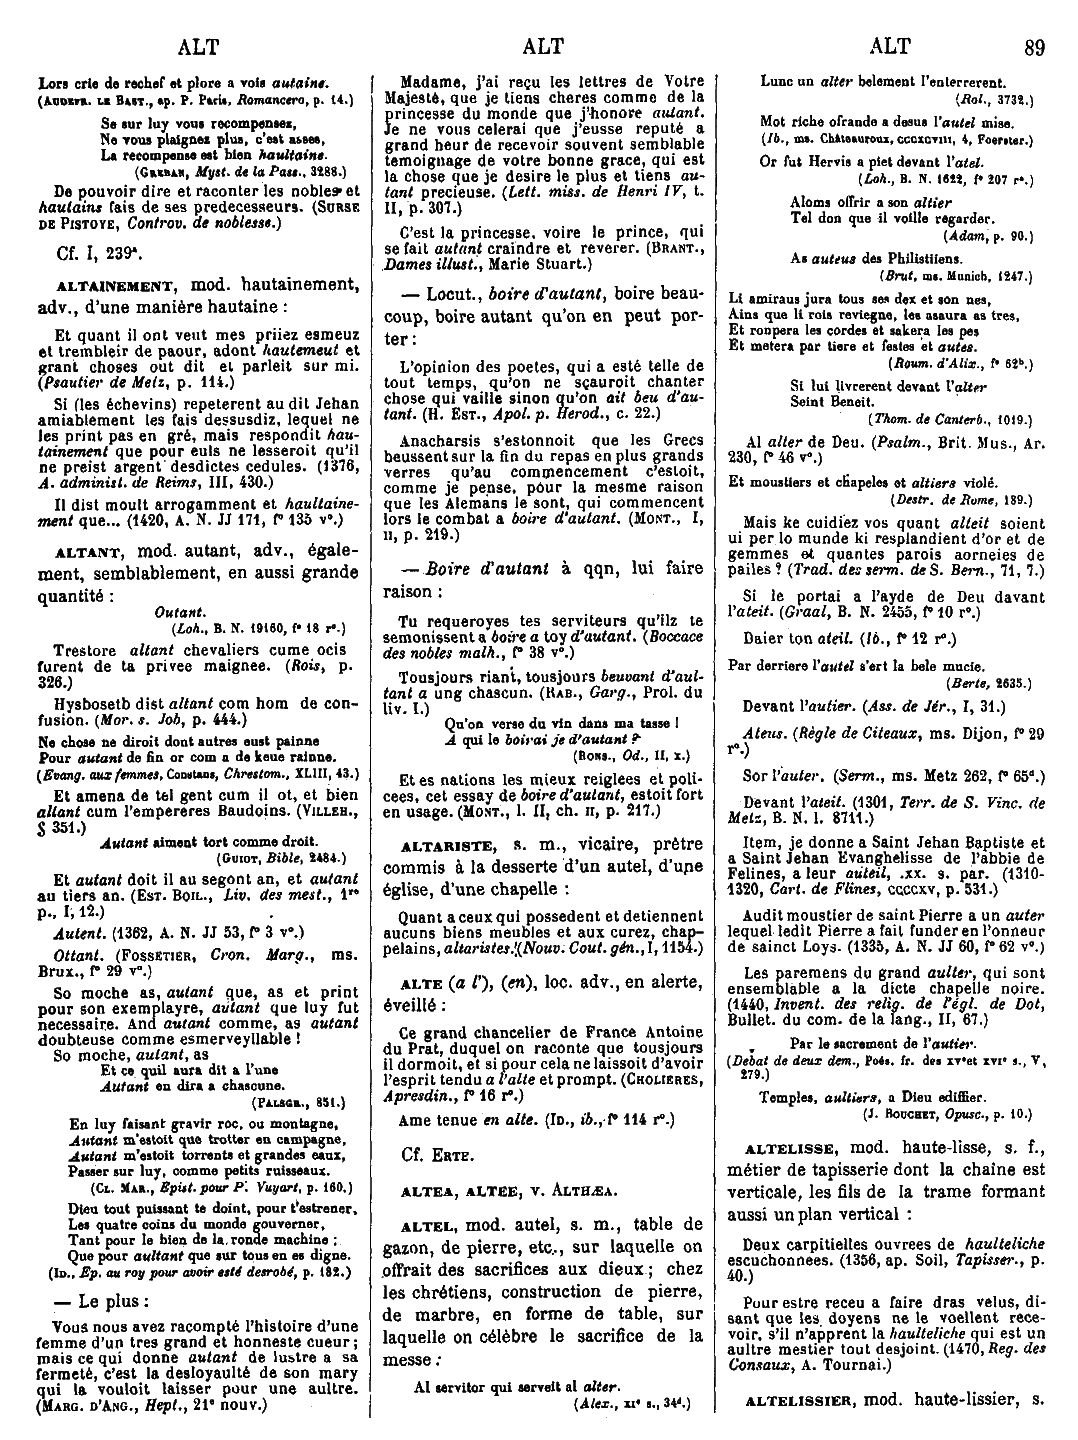 ALT ALT ALT 89
Lors crie de rechef et plore a vois autaine.
(AUDEFR. LE BAST., ap. P. Paris, Romancero, p. 14.)
Se sur luy vous recompensez,
Ne vous plaignez plus, c'est assez,
La recompense est bien haultaine.
(GREBAN, Myst. de la Pass., 3288.)
De pouvoir dire et raconter les nobles et
hautains fais de ses predecesseurs. (SURSE
DE PISTOYE, Controv. de noblesse.)
Cf. I, 239ᵃ.
ALTAINEMENT, mod. hautainement,
adv., d'une manière hautaine :
Et quant il ont veut mes priiez esmeuz
et trembleir de paour, adont hautemeut et
grant choses out dit et parleit sur mi.
(Psautier de Metz, p. 114.)
Si (les échevins) repeterent au dit Jehan
amiablement les fais dessusdiz, lequel ne
les print pas en gré, mais respondit hau-
tainement que pour euls ne lesseroit qu'il
ne preist argent desdictes cedules. (1376,
A. administ. de Reims, III, 430.)
Il dist moult arrogamment et haultaine-
ment que... (1420, A. N. JJ 171, f° 135 v°.)
ALTANT, mod. autant, adv., égale-
ment, semblablement, en aussi grande
quantité :
Outant.
(Loh., B. N. 19160, f° 18 r°.)
Trestore altant chevaliers cume ocis
furent de ta privee maignee. (Rois, p.
326.)
Hysbosetb dist altant com hom de con-
fusion. (Mor. s. Job, p. 444.)
Ne chose ne diroit dont autres eust painne
Pour autant de fin or com a de keue rainne.
(Evang. aux femmes, Constans, Chrestom., XLIII, 43.)
Et amena de tel gent cum il ot, et bien
altant cum l'empereres Baudoins. (VILLEH.,
§ 351.)
Autant aiment tort comme droit.
(GUIOT, Bible, 2484.)
Et autant doit il au segont an, et autant
au tiers an. (EST. BOIL., Liv. des mest., 1ʳᵉ
p., I, 12.)
Autent. (1362, A. N. JJ 53, f° 3 v°.)
Ottant. (FOSSETIER, Cron. Marg., ms.
Brux., f° 29 v°.)
So moche as, autant que, as et print
pour son exemplayre, autant que luy fut
necessaire. And autant comme, as autant
doubteuse comme esmerveyllable !
So moche, autant, as
Et ce quil aura dit a l'une
Autant en dira a chascune.
(PALSGR., 851.)
En luy faisant gravir roc, ou montagne,
Autant m'estoit que trotter en campagne,
Autant m'estoit torrents et grandes eaux,
Passer sur luy, comme petits ruisseaux.
(CL. MAR., Epist. pour P. Vuyart, p. 160.)
Dieu tout puissant te doint, pour t'estrener,
Les quatre coins du monde gouverner,
Tant pour le bien de la ronde machine ;
Que pour aultant que sur tous en es digne.
(ID., Ep. au roy pour avoir esté desrobé, p. 182.)
— Le plus :
Vous nous avez racompté l'histoire d'une
femme d'un tres grand et honneste cueur ;
mais ce qui donne autant de lustre a sa
fermeté, c'est la desloyaulté de son mary
qui la vouloit laisser pour une aultre.
(MARG. D'ANG., Hept., 21ᵉ nouv.)
Madame, j'ai reçu les lettres de Votre
Majesté, que je tiens cheres comme de la
princesse du monde que j'honore autant.
Je ne vous celerai que j'eusse reputé a
grand heur de recevoir souvent semblable
temoignage de votre bonne grace, qui est
la chose que je desire le plus et tiens au-
tant precieuse. (Lett. miss. de Henri IV, t.
II, p. 307.)
C'est la princesse, voire le prince, qui
se fait autant craindre et reverer. (BRANT.,
Dames illust., Marie Stuart.)
— Locut., boire d'autant, boire beau-
coup, boire autant qu'on en peut por-
ter :
L'opinion des poetes, qui a esté telle de
tout temps, qu'on ne sçauroit chanter
chose qui vaille sinon qu'on ait beu d'au-
tant. (H. EST., Apol. p. Herod., c. 22.)
Anacharsis s'estonnoit que les Grecs
beussent sur la fin du repas en plus grands
verres qu'au commencement c'estoit,
comme je pense, pour la mesme raison
que les Alemans le sont, qui commencent
lors le combat a boire d'autant. (MONT., I,
II, p. 219.)
— Boire d'autant à qqn, lui faire
raison :
Tu requeroyes tes serviteurs qu'ilz te
semonissent a boire a toy d'autant. (Boccace
des nobles malh., f° 38 v°.)
Tousjours riant, tousjours beuvant d'aul-
tant a ung chascun. (RAB., Garg., Prol. du
liv. I.)
Qu'on verse du vin dans ma tasse !
A qui le boirai je d'autant ?
(RONS., Od., II, x.)
Et es nations les mieux reiglees et poli-
cees, cet essay de boire d'autant, estoit fort
en usage. (MONT., l. II, ch. II, p. 217.)
ALTARISTE, s. m., vicaire, prêtre
commis à la desserte d'un autel, d'une
église, d'une chapelle :
Quant a ceux qui possedent et detiennent
aucuns biens meubles et aux curez, chap-
pelains, altaristes. (Nouv. Cout. gén., I, 1154.)
ALTE (a l'), (en), loc. adv., en alerte,
éveillé :
Ce grand chancelier de France Antoine
du Prat, duquel on raconte que tousjours
il dormoit, et si pour cela ne laissoit d'avoir
l'esprit tendu a l'alte et prompt. (CHOLIERES,
Apresdin., f° 16 r°.)
Ame tenue en alte. (ID., ib., f° 114 r°.)
Cf. ERTE.
ALTEA, ALTEE, v. ALTHÆA.
ALTEL, mod. autel, s. m., table de
gazon, de pierre, etc., sur laquelle on
offrait des sacrifices aux dieux ; chez
les chrétiens, construction de pierre,
de marbre, en forme de table, sur
laquelle on célèbre le sacrifice de la
messe :
Al servitor qui serveit al alter.
(Alex., XIᵉ s., 34ᵈ.)
Lunc un alter belement l'enterrerent.
(Rol., 3732.)
Mot riche ofrande a desus l'autel mise.
(Ib., ms. Châteauroux, CCCXCVIII, 4, Foerster.)
Or fut Hervis a piet devant l'atel.
(Loh., B. N. 1622, f° 207 r°.)
Aloms offrir a son altier
Tel don que il voille regarder.
(Adam, p. 90.)
As auteus des Philistiiens.
(Brut, ms. Munich, 1247.)
Li amiraus jura tous ses dex et son nes,
Ains que li rois reviegne, les assura as tres,
Et ronpera les cordes et sakera les pes
Et metera par tiere et festes et autes.
(Roum. d'Alix., f° 62ᵇ.)
Si lui livrerent devant l'alter
Seint Beneit.
(Thom. de Canterb., 1019.)
Al alter de Deu. (Psalm., Brit. Mus., Ar.
230, f° 46 v°.)
Et moustiers et chapeles et altiers violé.
(Destr. de Rome, 189.)
Mais ke cuidiez vos quant alteit soient
ui per lo munde ki resplandient d'or et de
gemmes et quantes parois aorneies de
pailes ? (Trad. des serm. de S. Bern., 71, 7.)
Si le portai a l'ayde de Deu davant
l'ateit. (Graal, B. N. 2455, f° 10 r°.)
Daier ton ateil. (Ib., f° 12 r°.)
Par derriere l'autel s'ert la bele mucie.
(Berte, 2635.)
Devant l'autier. (Ass. de Jér., I, 31.)
Ateus. (Règle de Citeaux, ms. Dijon, f° 29
r°.)
Sor l'auter. (Serm., ms. Metz 262, f° 65ᵈ.)
Devant l'ateit. (1301, Terr. de S. Vinc. de
Metz, B. N. l. 8711.)
Item, je donne a Saint Jehan Baptiste et
a Saint Jehan Evanghelisse de l'abbie de
Felines, a leur auteil, .xx. s. par. (1310-
1320, Cart. de Flines, CCCCXV, p. 531.)
Audit moustier de saint Pierre a un auter
lequel ledit Pierre a fait funder en l'onneur
de sainct Loys. (1335, A. N. JJ 60, f° 62 v°.)
Les paremens du grand aulter, qui sont
ensemblable a la dicte chapelle noire.
(1440, Invent. des relig. de l'égl. de Dot,
Bullet. du com. de la lang., II, 67.)
Par le sacrement de l'autier.
(Debat de deux dem., Poés. fr. des XVᵉ et XVIᵉ s., V,
279.)
Temples, aultiers, a Dieu ediffier.
(J. BOUCHET, Opusc., p. 10.)
ALTELISSE, mod. haute-lisse, s. f.,
métier de tapisserie dont la chaine est
verticale, les fils de la trame formant
aussi un plan vertical :
Deux carpitielles ouvrees de haulteliche
escuchonnees. (1356, ap. Soil, Tapisser., p.
40.)
Pour estre receu a faire dras velus, di-
sant que les doyens ne le voellent rece-
voir, s'il n'apprent la haulteliche qui est un
aultre mestier tout desjoint. (1470, Reg. des
Consaux, A. Tournai.)
ALTELISSIER, mod. haute-lissier, s.